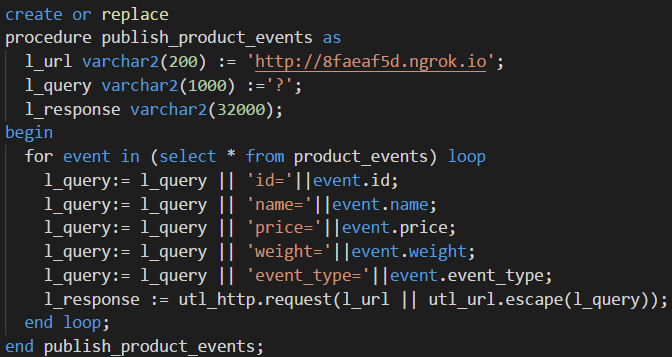 create or replace
procedure publish_product_events as
  l_url varchar2(200) := 'http://8faeaf5d.ngrok.io';
  l_query varchar2(1000) :='?';
  l_response varchar2(32000);
begin
  for event in (select * from product_events) loop
    l_query:= l_query || 'id='||event.id;
    l_query:= l_query || 'name='||event.name;
    l_query:= l_query || 'price='||event.price;
    l_query:= l_query || 'weight='||event.weight;
    l_query:= l_query || 'event_type='||event.event_type;
    l_response := utl_http.request(l_url || utl_url.escape(l_query));
  end loop;
end publish_product_events;